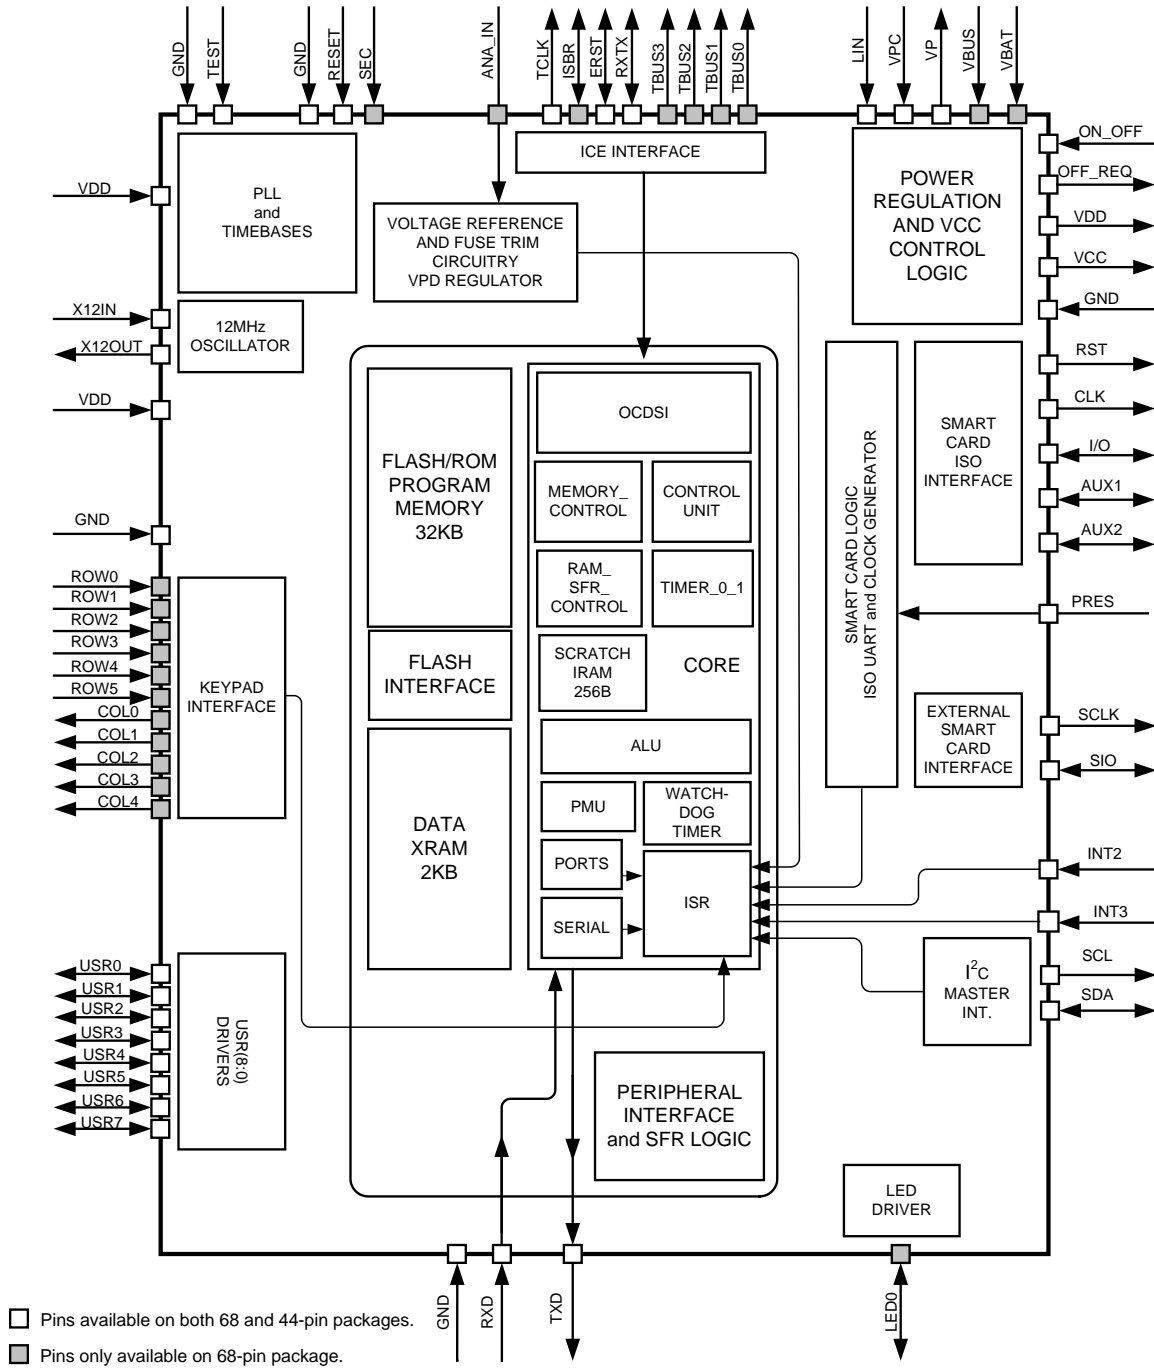 GND
TEST
GND
RESET
SEC
ANA_IN
TCLK
ISBR
ERST
RXTX
TBUS3
TBUS2
TBUS1
TBUS0
LIN
VPC
VP
VBUS
VBAT
VDD
X12IN
X12OUT
VDD
GND
ROW0
ROW1
ROW2
ROW3
ROW4
ROW5
COL0
COL1
COL2
COL3
COL4
USR0
USR1
USR2
USR3
USR4
USR5
USR6
USR7
PLL
and
TIMEBASES
12MHz
OSCILLATOR
KEYPAD
INTERFACE
USR(8:0)
DRIVERS
ICE INTERFACE
VOLTAGE REFERENCE
AND FUSE TRIM
CIRCUITRY
VPD REGULATOR
FLASH/ROM
PROGRAM
MEMORY
32KB
FLASH
INTERFACE
DATA
XRAM
2KB
OCDSI
MEMORY_
CONTROL
CONTROL
UNIT
RAM_
SFR_
CONTROL
TIMER_0_1
SCRATCH
IRAM
256B
CORE
ALU
PMU
WATCH-
DOG
TIMER
PORTS
SERIAL
ISR
PERIPHERAL
INTERFACE
and SFR LOGIC
POWER
REGULATION
AND VCC
CONTROL
LOGIC
SMART CARD LOGIC
ISO UART and CLOCK GENERATOR
SMART
CARD
ISO
INTERFACE
EXTERNAL
SMART
CARD
INTERFACE
I2C
MASTER
INT.
LED
DRIVER
ON_OFF
OFF_REQ
VDD
VCC
GND
RST
CLK
I/O
AUX1
AUX2
PRES
SCLK
SIO
INT2
INT3
SCL
SDA
GND
RXD
TXD
LED0
Pins available on both 68 and 44-pin packages.
Pins only available on 68-pin package.